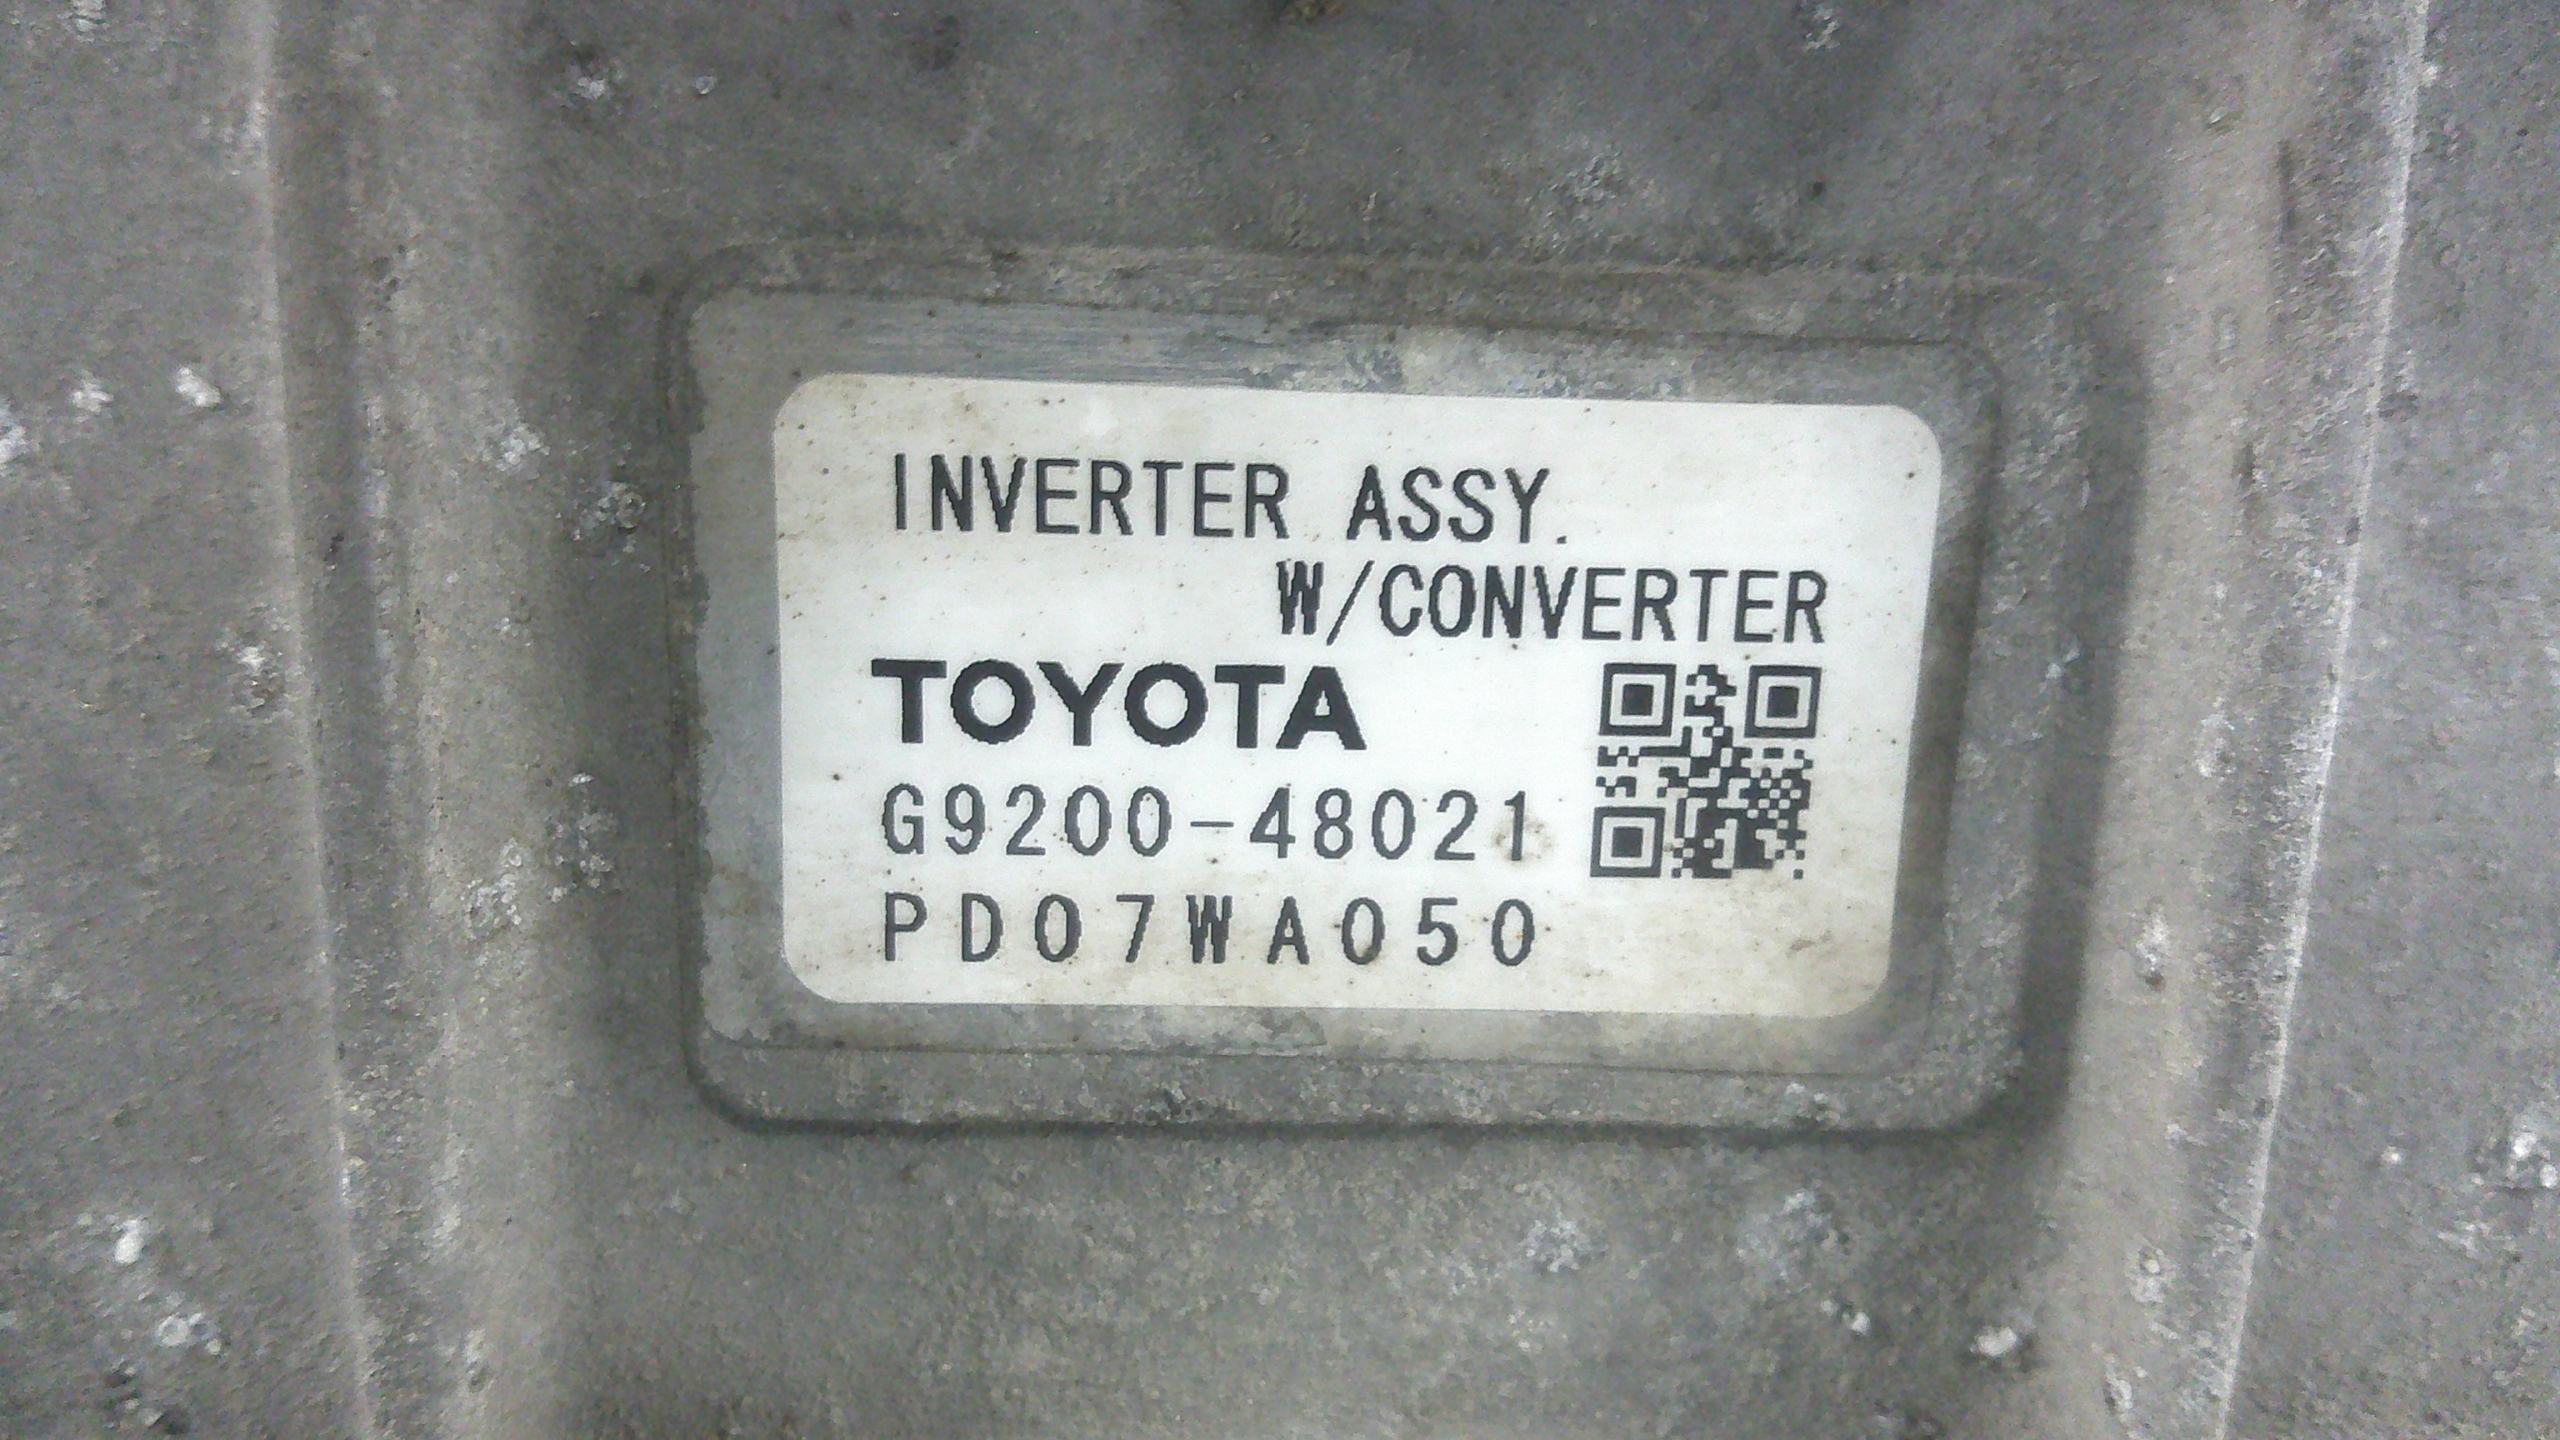 INVERTER ASSY.
W/CONVERTER
TOYOTA
G9200-48021
PD07WA050